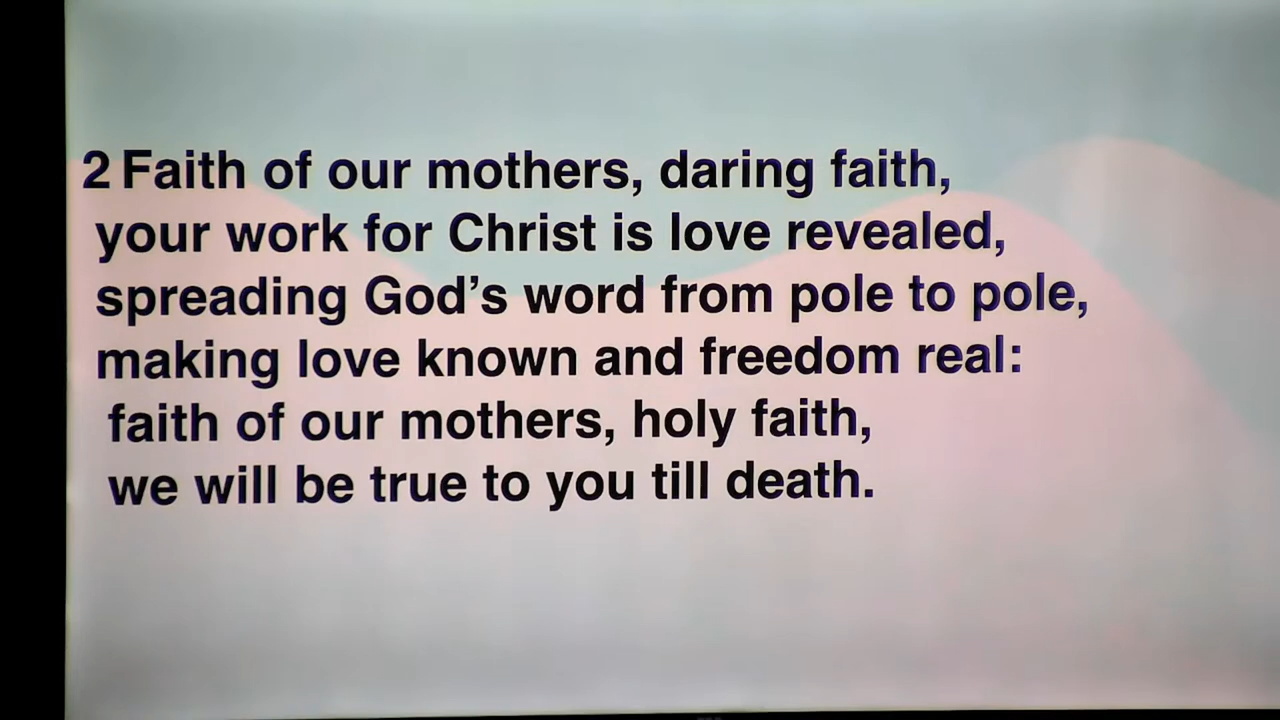 2 Faith of our mothers, daring faith,
your work for Christ is love revealed,
spreading God’s word from pole to pole,
making love known and freedom real:
faith of our mothers, holy faith,
we will be true to you till death.